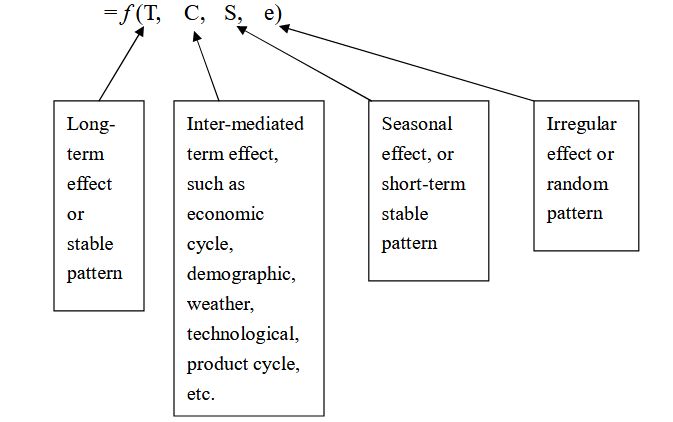 =f(T, C, S, e)
Long-
term
effect
or
stable
pattern
Inter-mediated
term effect,
such as
economic
cycle,
demographic,
weather,
technological,
product cycle,
etc.
Seasonal
effect, or
short-term
stable
pattern
Irregular
effect or
random
pattern